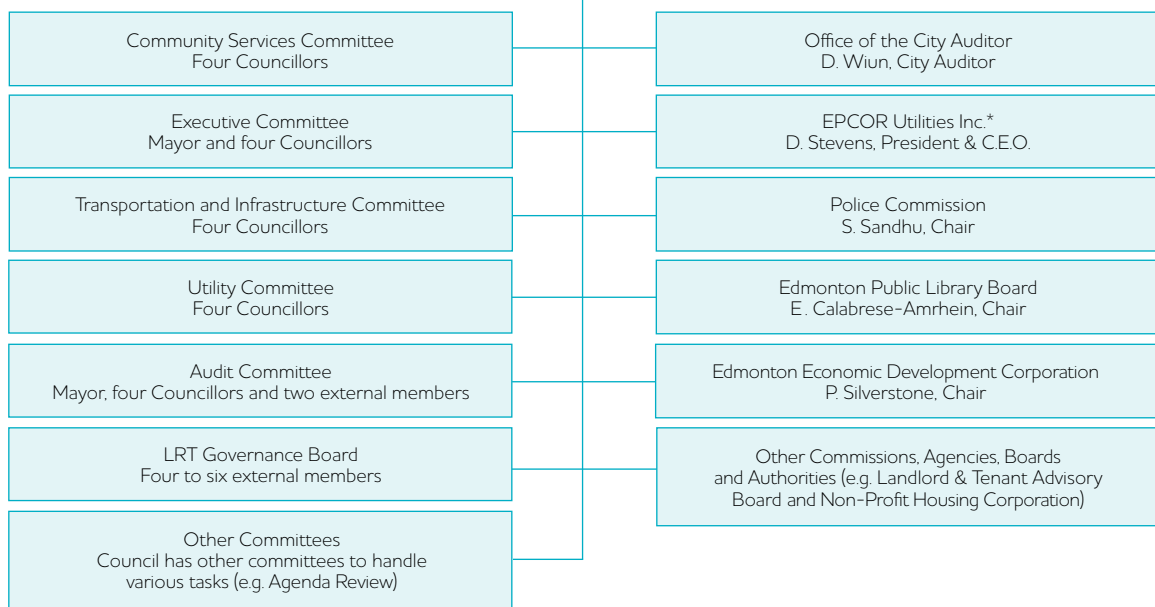 Community Services Committee
Four Councillors
Office of the City Auditor
D. Wiun, City Auditor
Executive Committee
Mayor and four Councillors
EPCOR Utilities Inc.*
D. Stevens, President & C.E.O.
Transportation and Infrastructure Committee
Four Councillors
Police Commission
S. Sandhu, Chair
Utility Committee
Four Councillors
Edmonton Public Library Board
E. Calabrese-Amrhein, Chair
Audit Committee
Mayor, four Councillors and two external members
Edmonton Economic Development Corporation
P. Silverstone, Chair
LRT Governance Board
Four to six external members
Other Commissions, Agencies, Boards
and Authorities (e.g. Landlord & Tenant Advisory
Board and Non-Profit Housing Corporation)
Other Committees
Council has other committees to handle
various tasks (e.g. Agenda Review)